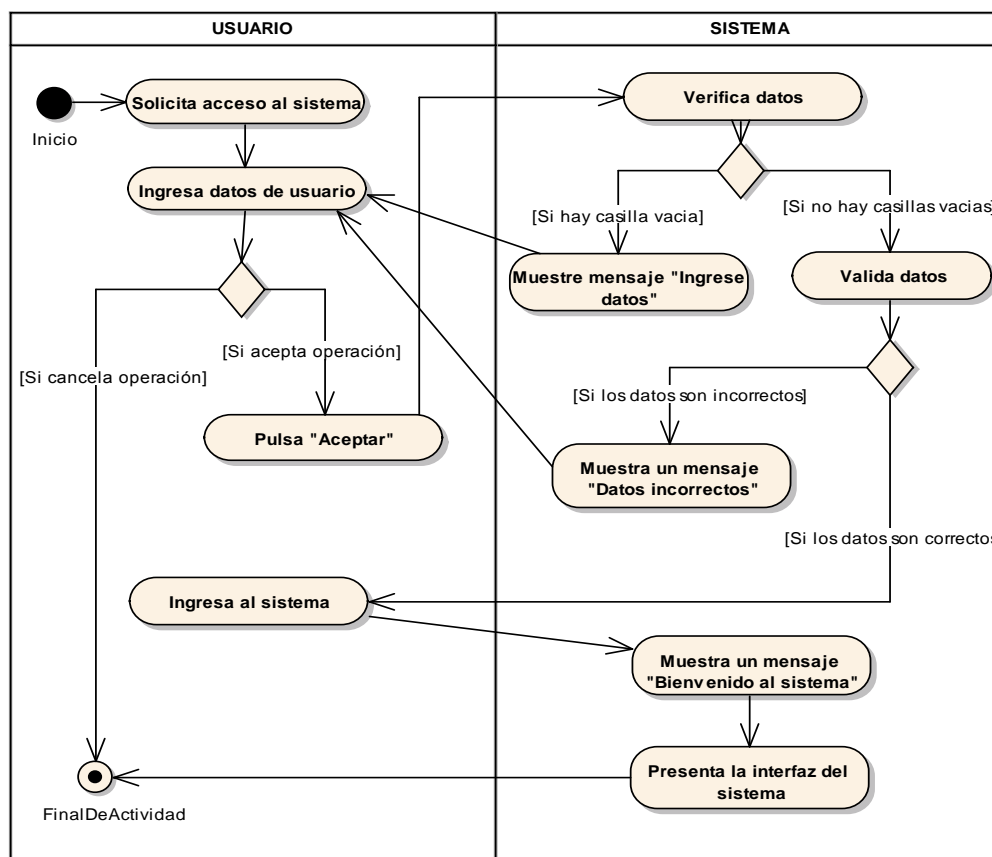 USUARIO
SISTEMA
Inicio
Solicita acceso al sistema
Ingresa datos de usuario
[Si cancela operación]
[Si acepta operación]
Pulsa "Aceptar"
Verifica datos
[Si hay casilla vacia]
[Si no hay casillas vacias]
Muestre mensaje "Ingrese
datos"
Valida datos
[Si los datos son incorrectos]
Muestra un mensaje
"Datos incorrectos"
[Si los datos son correctos
Ingresa al sistema
Muestra un mensaje
"Bienvenido al sistema"
Presenta la interfaz del
sistema
FinalDeActividad